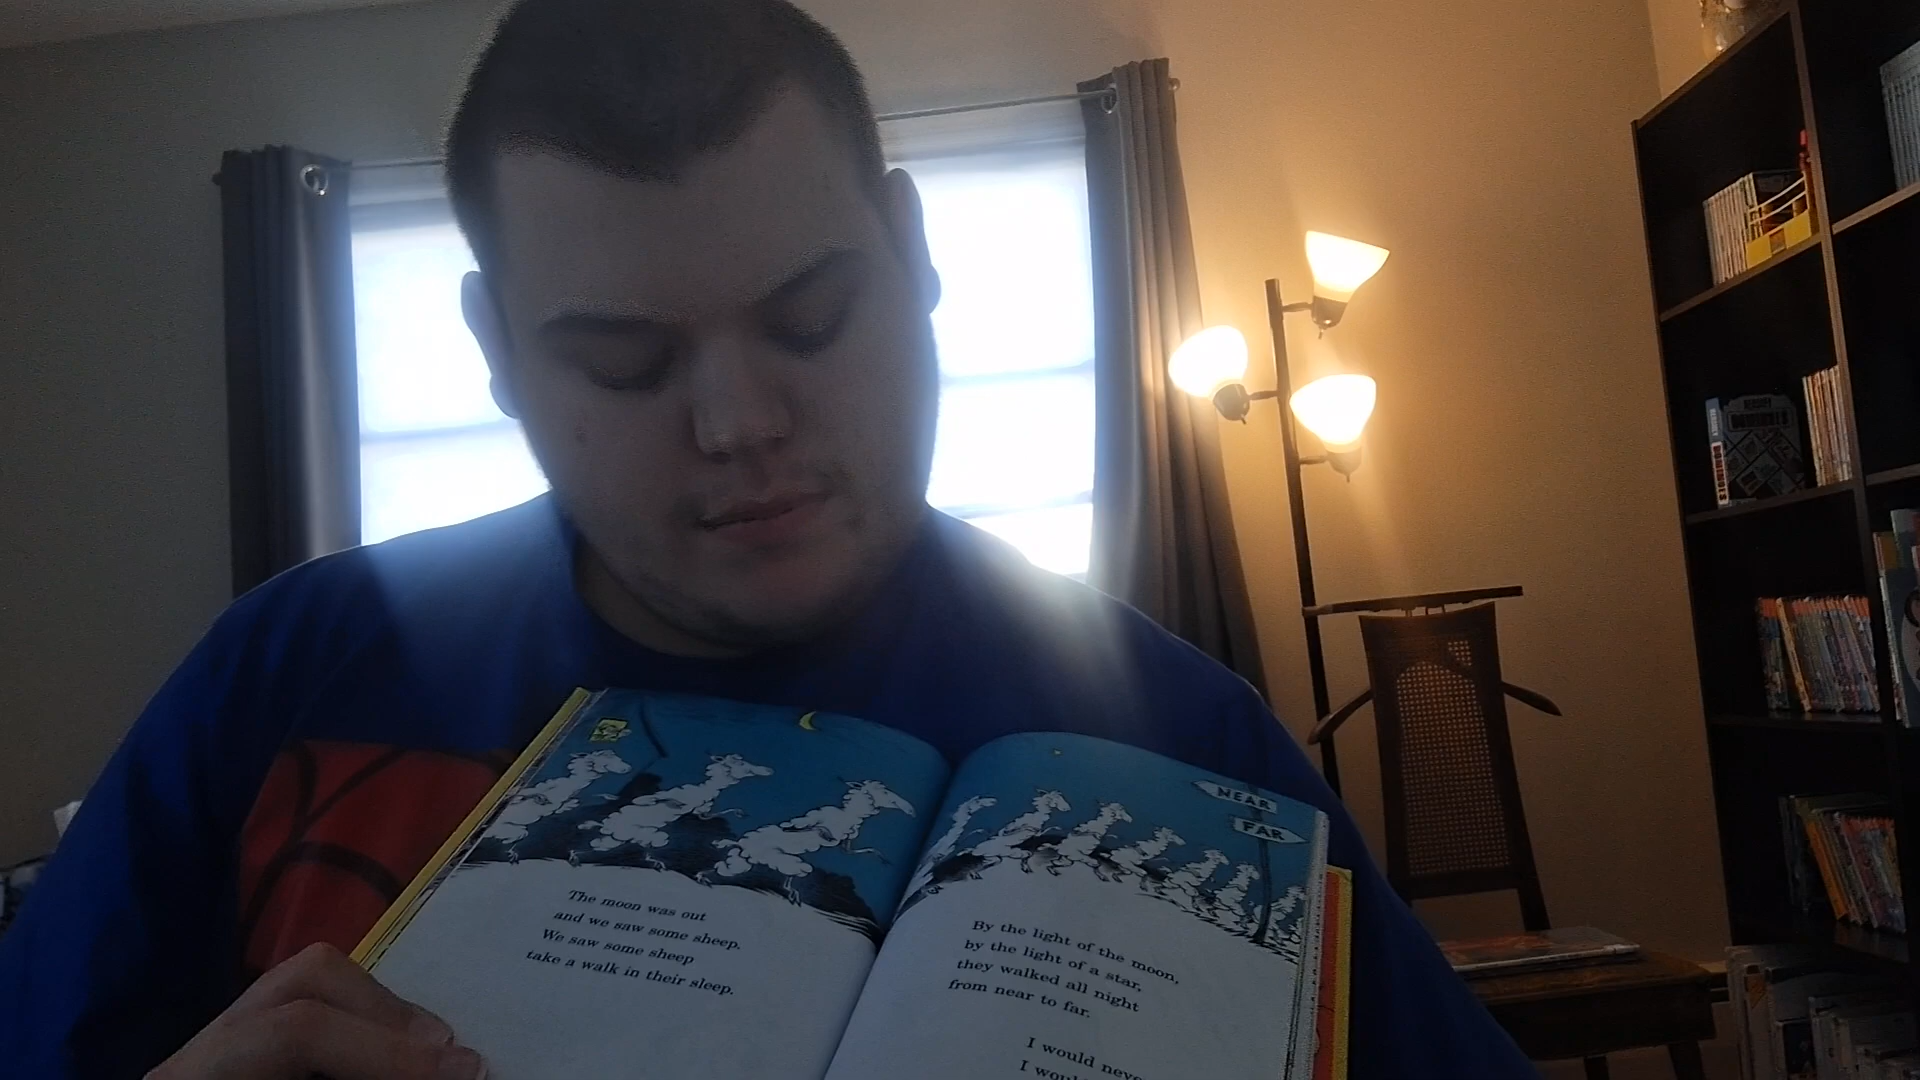 NEAR
FAR
The moon was out
and we saw some sheep.
We saw some sheep
take a walk in their sleep.
By the light of the moon,
by the light of a star,
they walked all night
from near to far.
I would never
I would